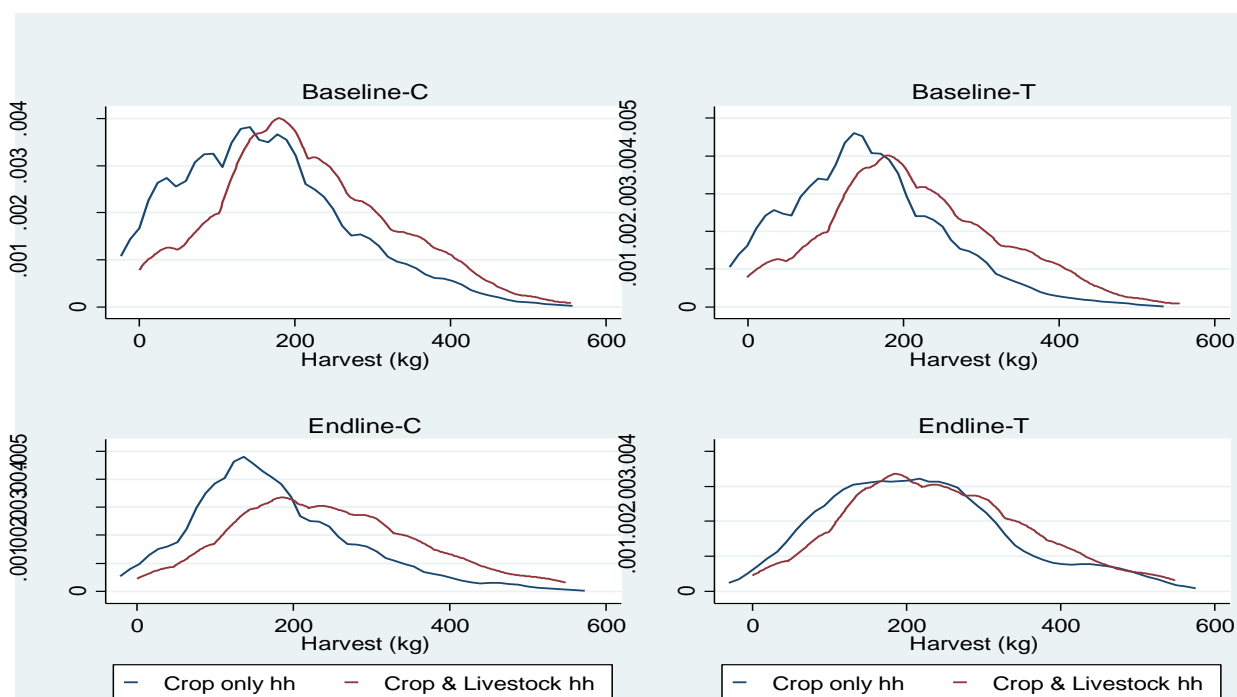 Baseline-C
0 .001 .002 .003 .004
0 200 400 600
Harvest (kg)
Baseline-T
0 .001.002.003.004.005
0 200 400 600
Harvest (kg)
Endline-C
0 .001.002.003.004.005
0 200 400 600
Harvest (kg)
Endline-T
0 .001.002.003.004
0 200 400 600
Harvest (kg)
Crop only hh Crop & Livestock hh
Crop only hh Crop & Livestock hh